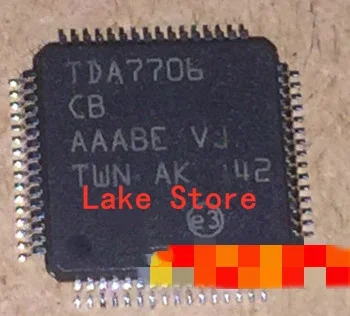 TDA7706
CB
AAABE VJ
TWN AK 142
Lake Store
e3